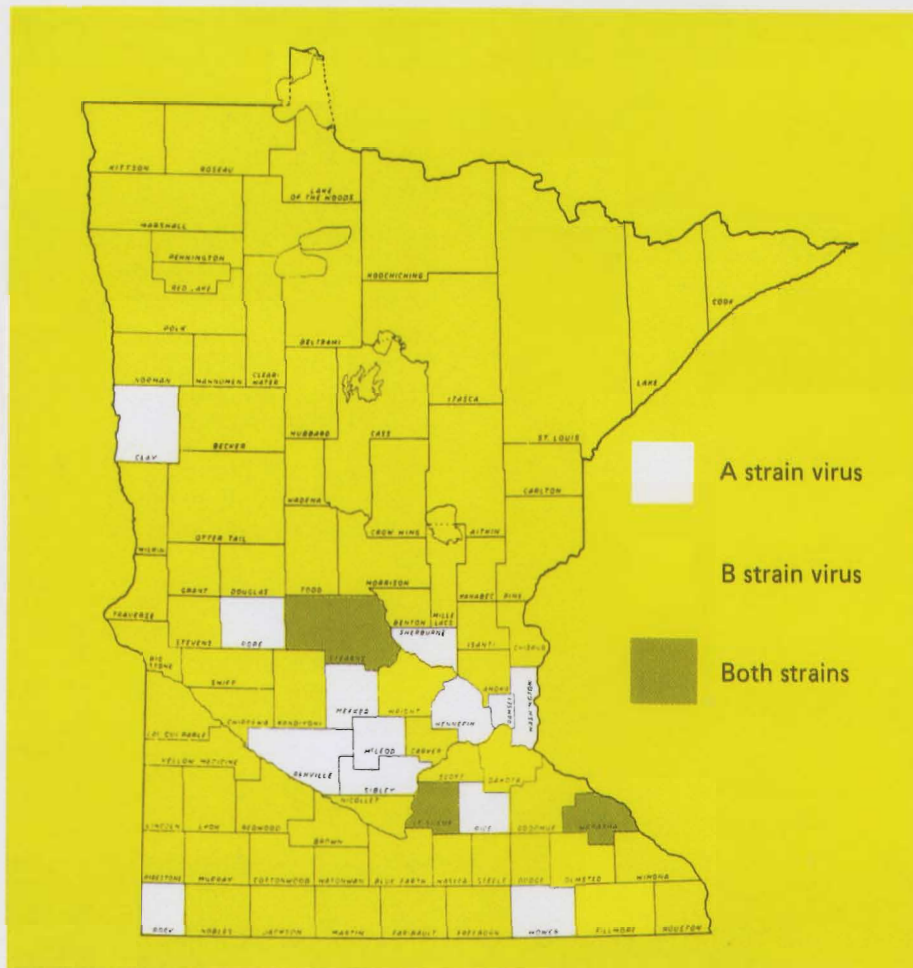 KITTSON
ROSEAU
LAKE
OF THE WOODS
MARSHALL
PENNINGTON
RED LAKE
KOOCHICHING
COOK
POLK
BELTRAMI
LAKE
NORMAN
MAHNOMEN
CLEAR-
WATER
ITASCA
HUBBARD
CASS
ST. LOUIS
CLAY
BECKER
A strain virus
WADENA
CARLTON
CROW WING
AITKIN
OTTER TAIL
WILKIN
B strain virus
GRANT
DOUGLAS
TODD
MORRISON
KANABEC
PINE
TRAVERSE
BENTON
MILLE
LACS
STEVENS
POPE
SHERBURNE
ISANTI
CHISAGO
BIG
STONE
STEARNS
Both strains
SWIFT
MEEKER
WRIGHT
ANOKA
RAMSEY
WASHINGTON
CHIPPEWA
KANDIYOHI
HENNEPIN
LAC QUI PARLE
McLEOD
CARVER
YELLOW MEDICINE
RENVILLE
SIBLEY
SCOTT
DAKOTA
NICOLLET
LINCOLN
LYON
REDWOOD
LE SUEUR
RICE
GOODHUE
WABASHA
BROWN
PIPESTONE
MURRAY
COTTONWOOD
WATONWAN
BLUE EARTH
WASECA
STEELE
DODGE
OLMSTED
WINONA
ROCK
NOBLES
JACKSON
MARTIN
FARIBAULT
FREEBORN
MOWER
FILLMORE
HOUSTON